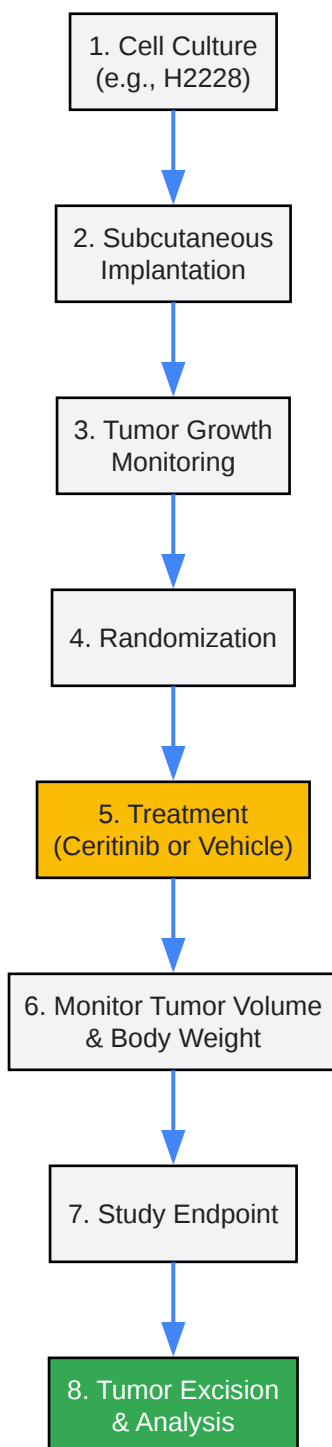 1. Cell Culture
(e.g., H2228)
2. Subcutaneous
Implantation
3. Tumor Growth
Monitoring
4. Randomization
5. Treatment
(Ceritinib or Vehicle)
6. Monitor Tumor Volume
& Body Weight
7. Study Endpoint
8. Tumor Excision
& Analysis